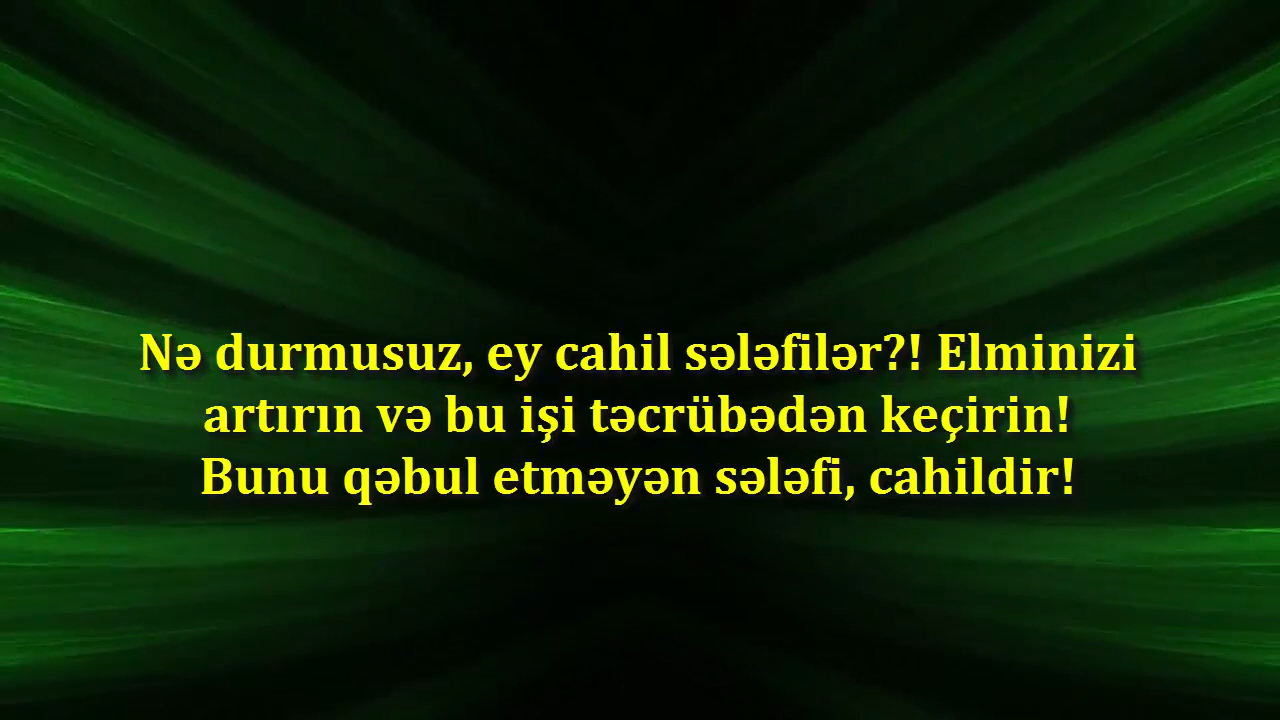 Nə durmusuz, ey cahil sələfilər?! Elminizi
artırın və bu işi təcrübədən keçirin!
Bunu qəbul etməyən sələfi, cahildir!